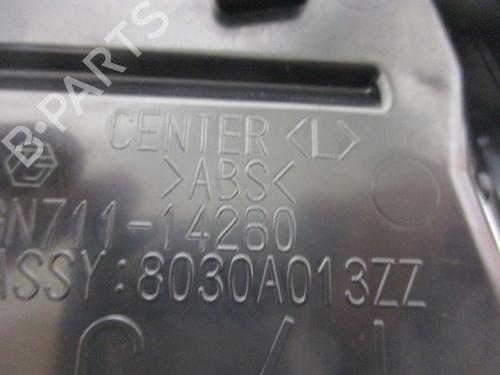 CENTER <L>
>ABS<
GN711-14260
ASSY:8030A013ZZ
B-PARTS